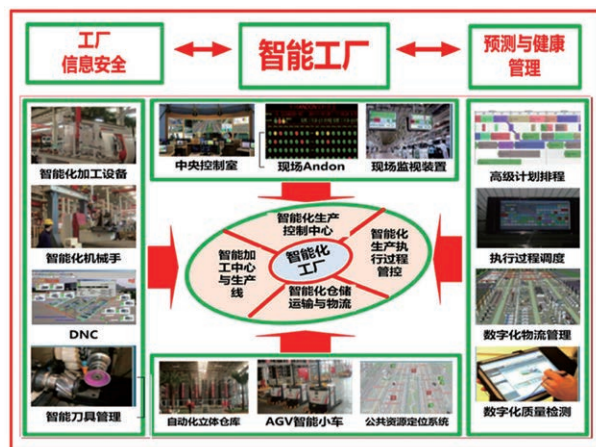 工厂
信息安全
智能工厂
预测与健康
管理
智能化加工设备
智能化机械手
DNC
智能刀具管理
中央控制室
现场Andon
现场监视装置
高级计划排程
执行过程调度
数字化物流管理
数字化质量检测
智能化生产
控制中心
智能加
工中心
与生产
线
智能化
工厂
智能化
生产执
行过程
管控
智能化仓储
运输与物流
自动化立体仓库
AGV智能小车
公共资源定位系统